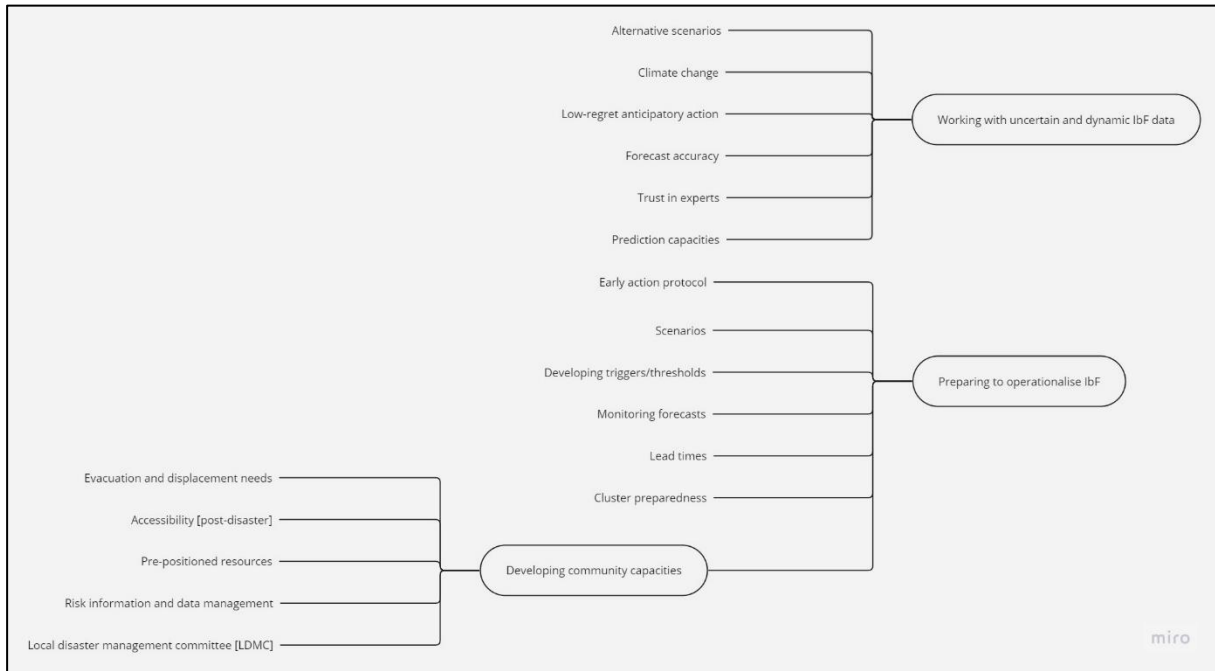 Alternative scenarios
Climate change
Low-regret anticipatory action
Working with uncertain and dynamic IbF data
Forecast accuracy
Trust in experts
Prediction capacities
Early action protocol
Scenarios
Developing triggers/thresholds
Preparing to operationalise IbF
Monitoring forecasts
Lead times
Cluster preparedness
Evacuation and displacement needs
Accessibility [post-disaster]
Pre-positioned resources
Developing community capacities
Risk information and data management
Local disaster management committee [LDMC]
miro